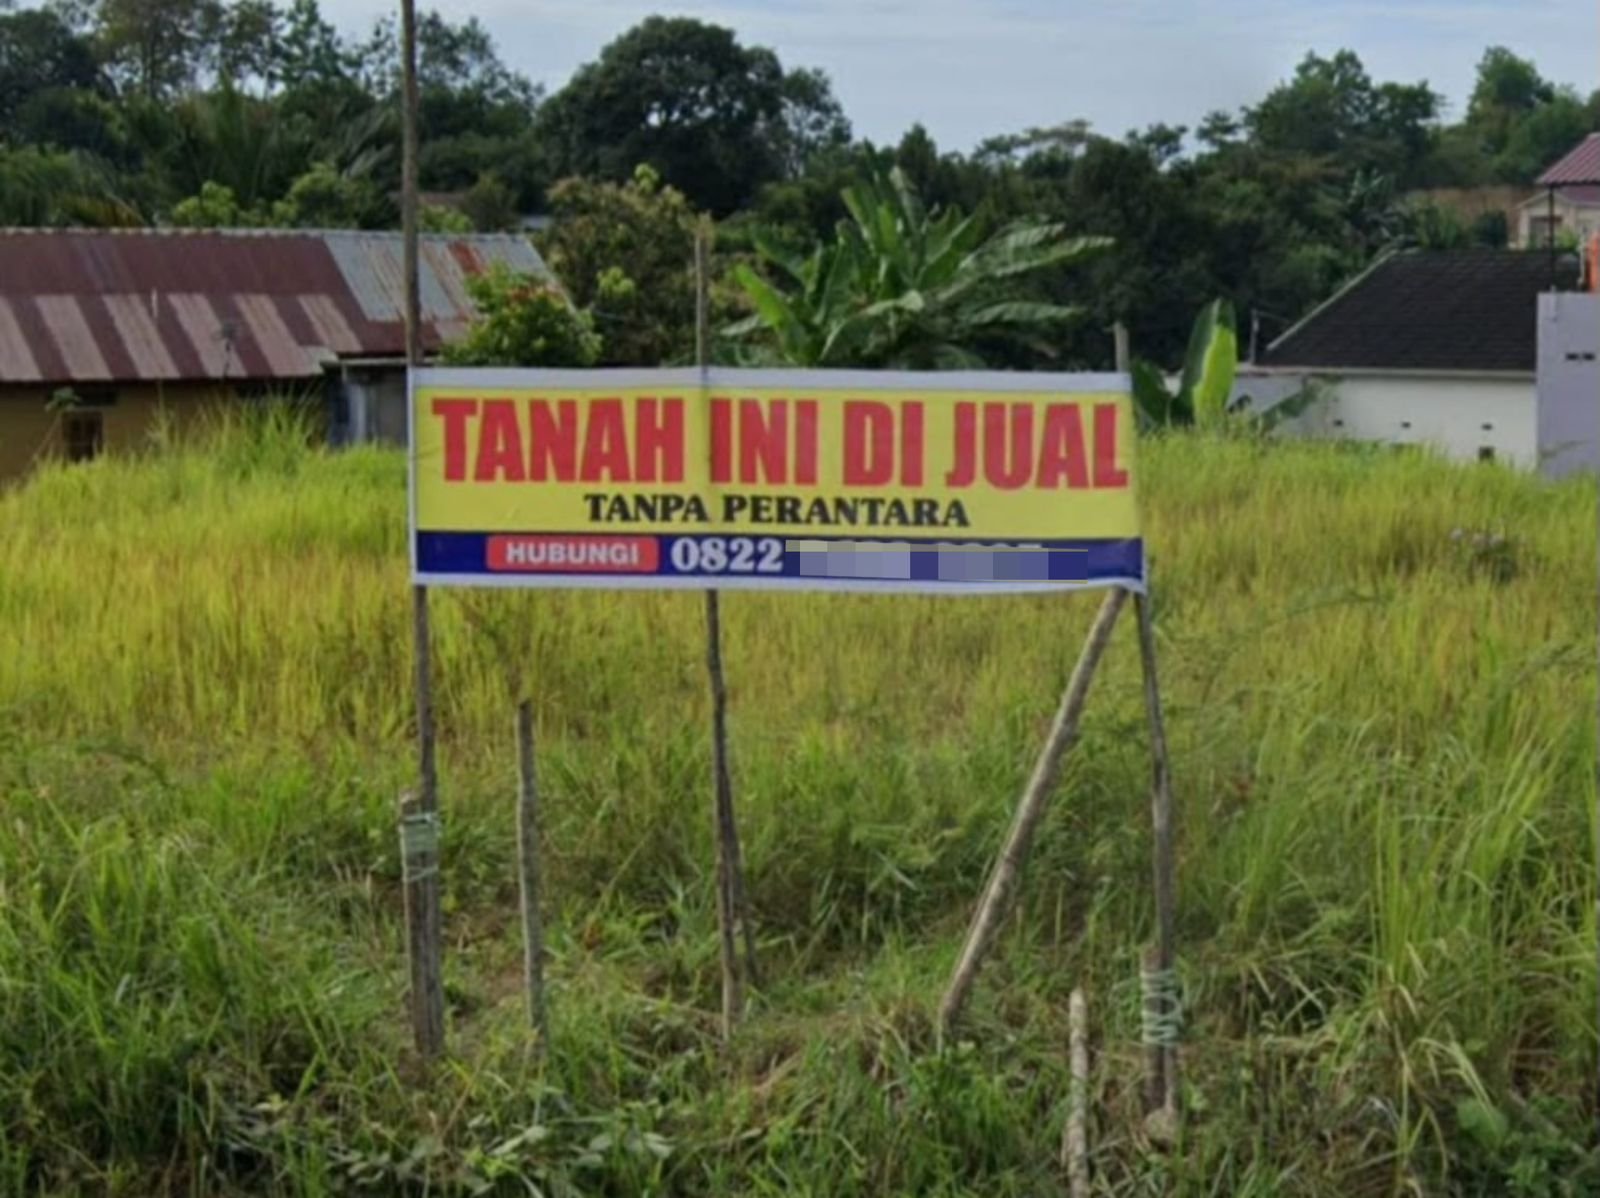 TANAH INI DI JUAL
TANPA PERANTARA
HUBUNGI 0822